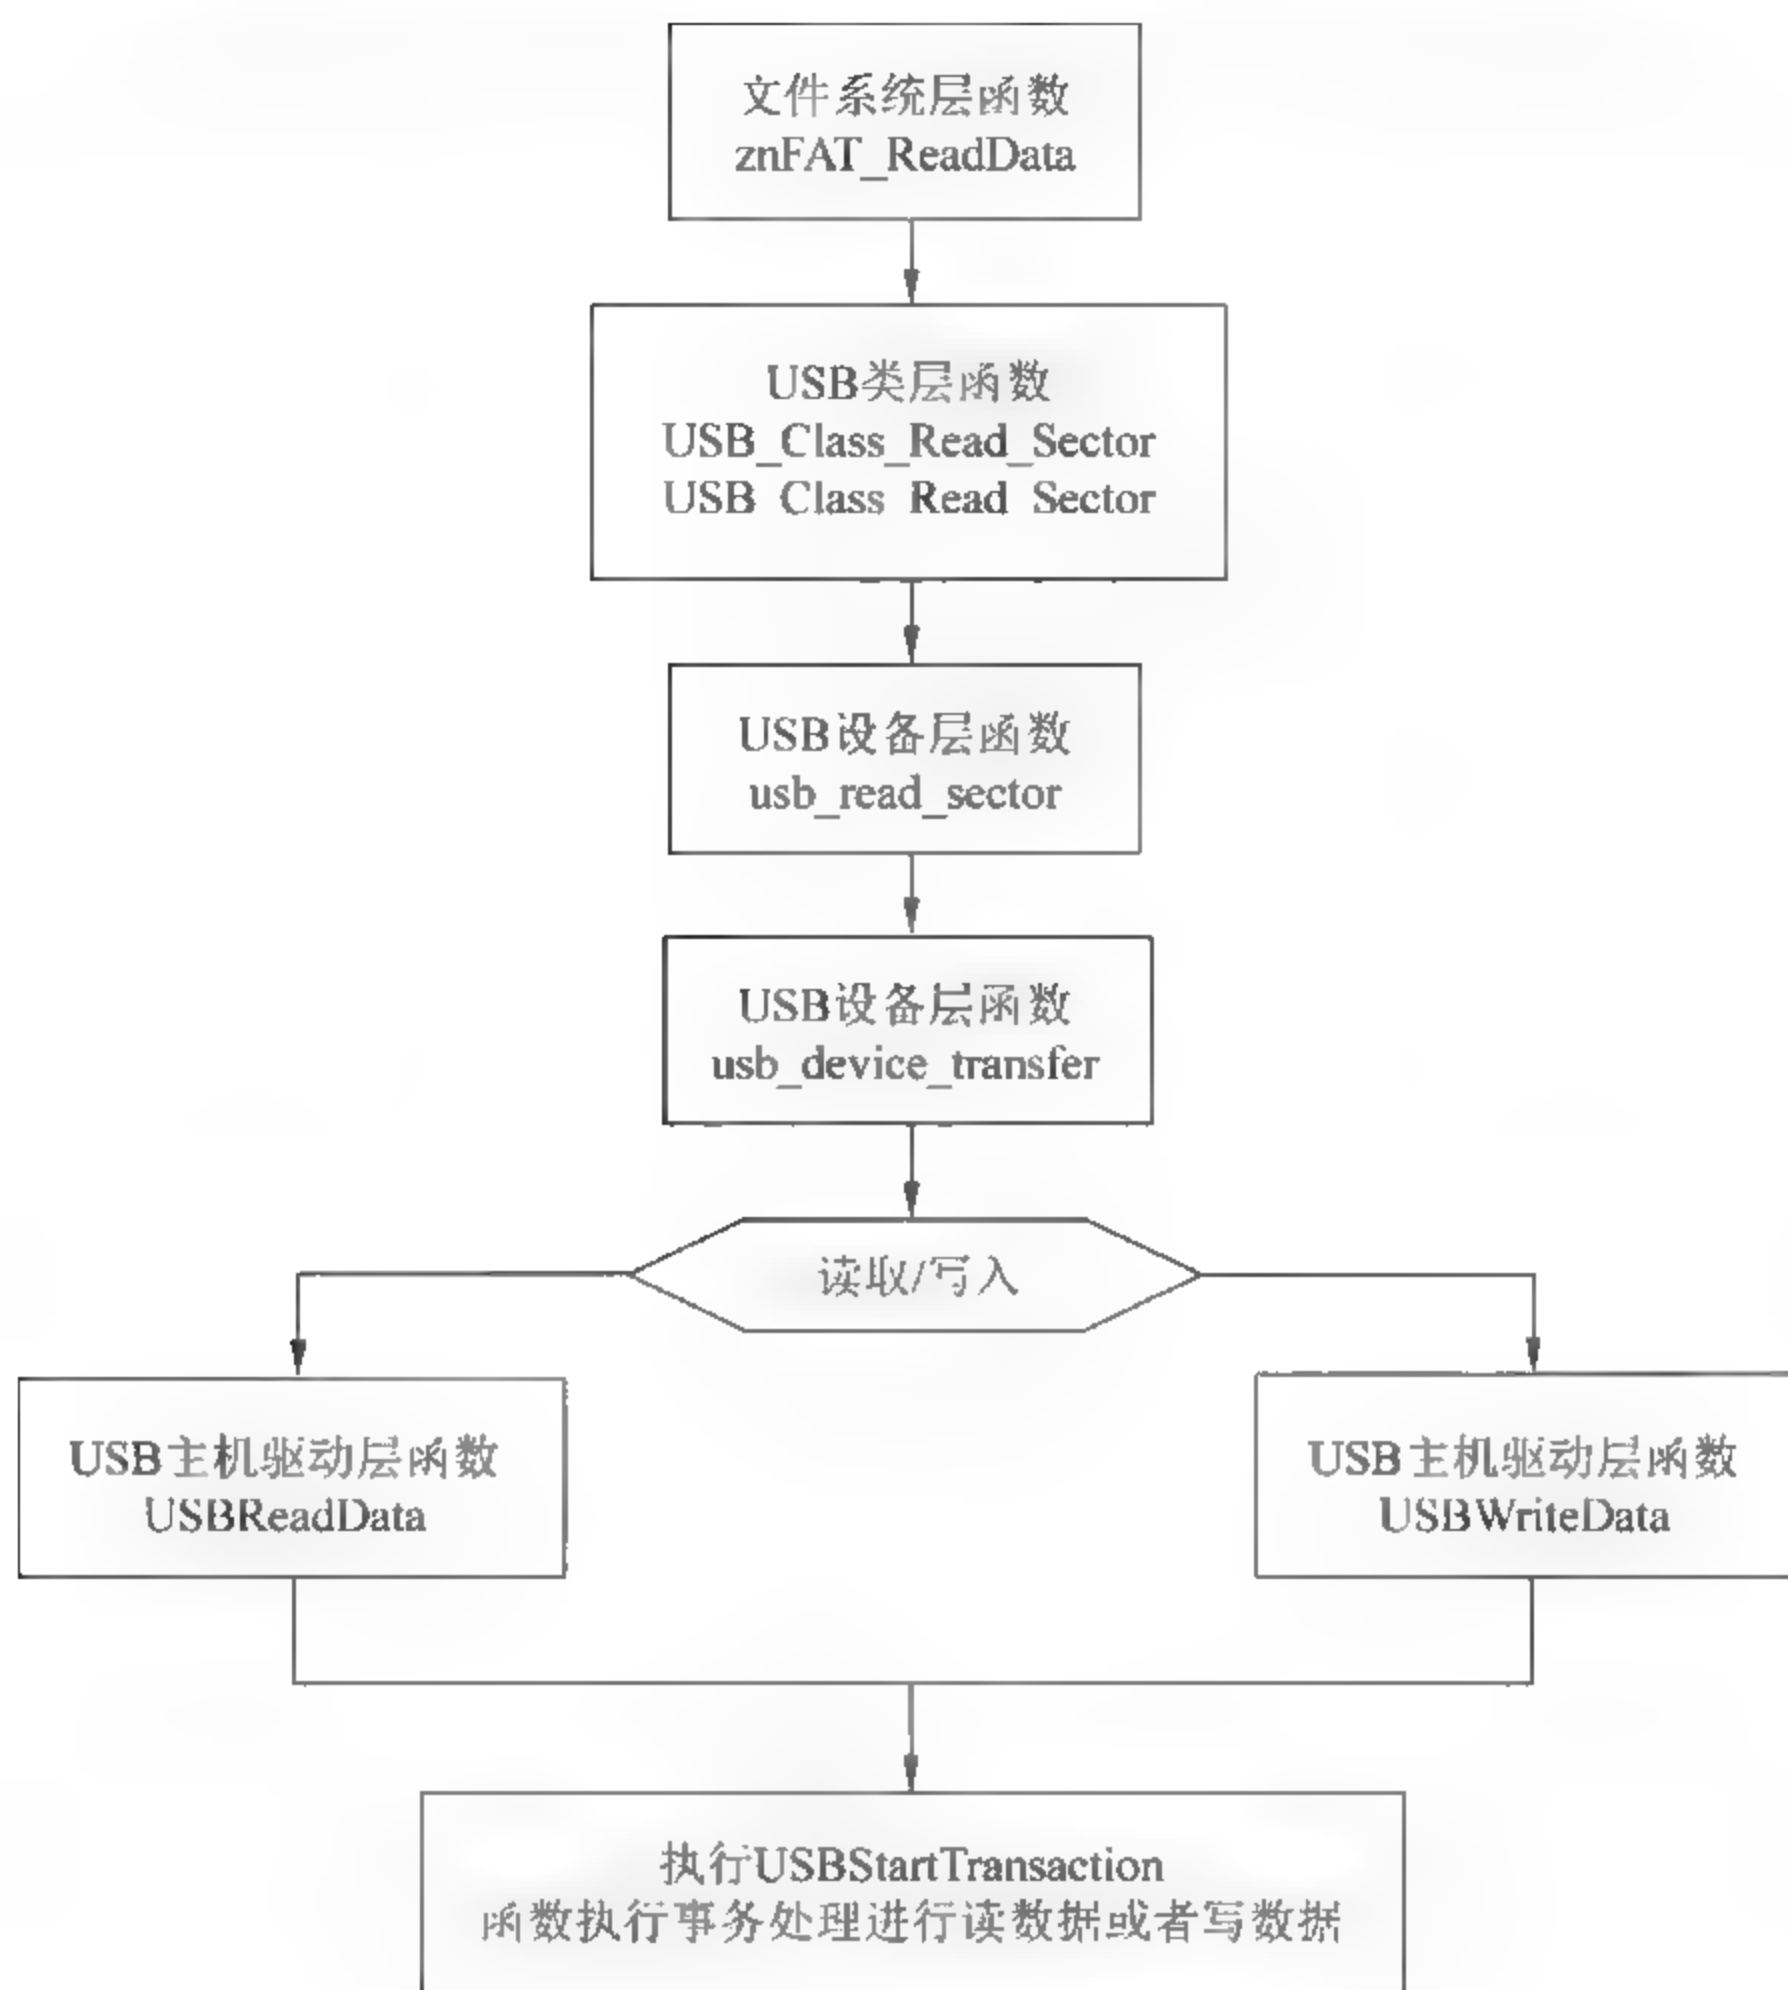 文件系统层函数
znFAT_ReadData
USB类层函数
USB_Class_Read_Sector
USB Class Read Sector
USB设备层函数
usb_read_sector
USB设备层函数
usb_device_transfer
读取/写入
USB主机驱动层函数
USBReadData
USB主机驱动层函数
USBWriteData
执行USBStartTransaction
函数执行事务处理进行读数据或者写数据